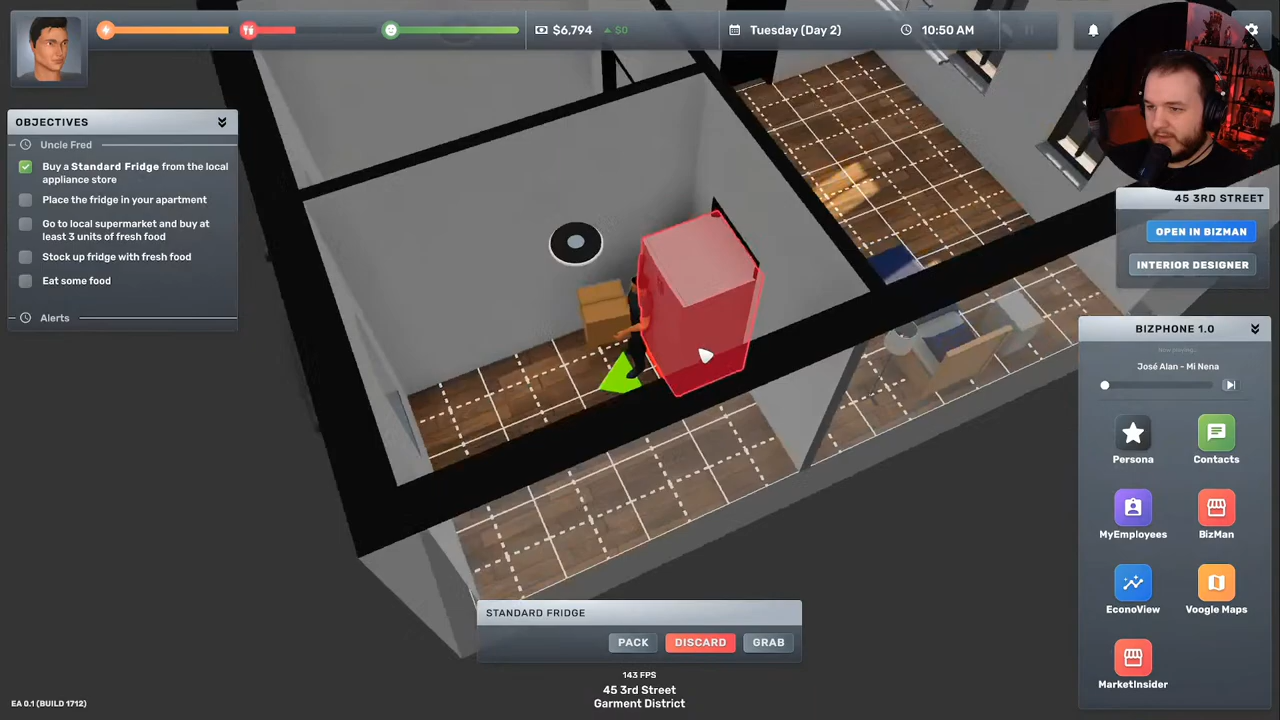 $6,794 ▲ $0
Tuesday (Day 2)
10:50 AM
OBJECTIVES
Uncle Fred
Buy a Standard Fridge from the local
appliance store
Place the fridge in your apartment
Go to local supermarket and buy at
least 3 units of fresh food
Stock up fridge with fresh food
Eat some food
Alerts
45 3RD STREET
OPEN IN BIZMAN
INTERIOR DESIGNER
BIZPHONE 1.0
Now playing...
José Alan - Mi Nena
Persona
Contacts
MyEmployees
BizMan
EconoView
Voogle Maps
MarketInsider
STANDARD FRIDGE
PACK
DISCARD
GRAB
143 FPS
45 3rd Street
Garment District
EA 0.1 (BUILD 1712)